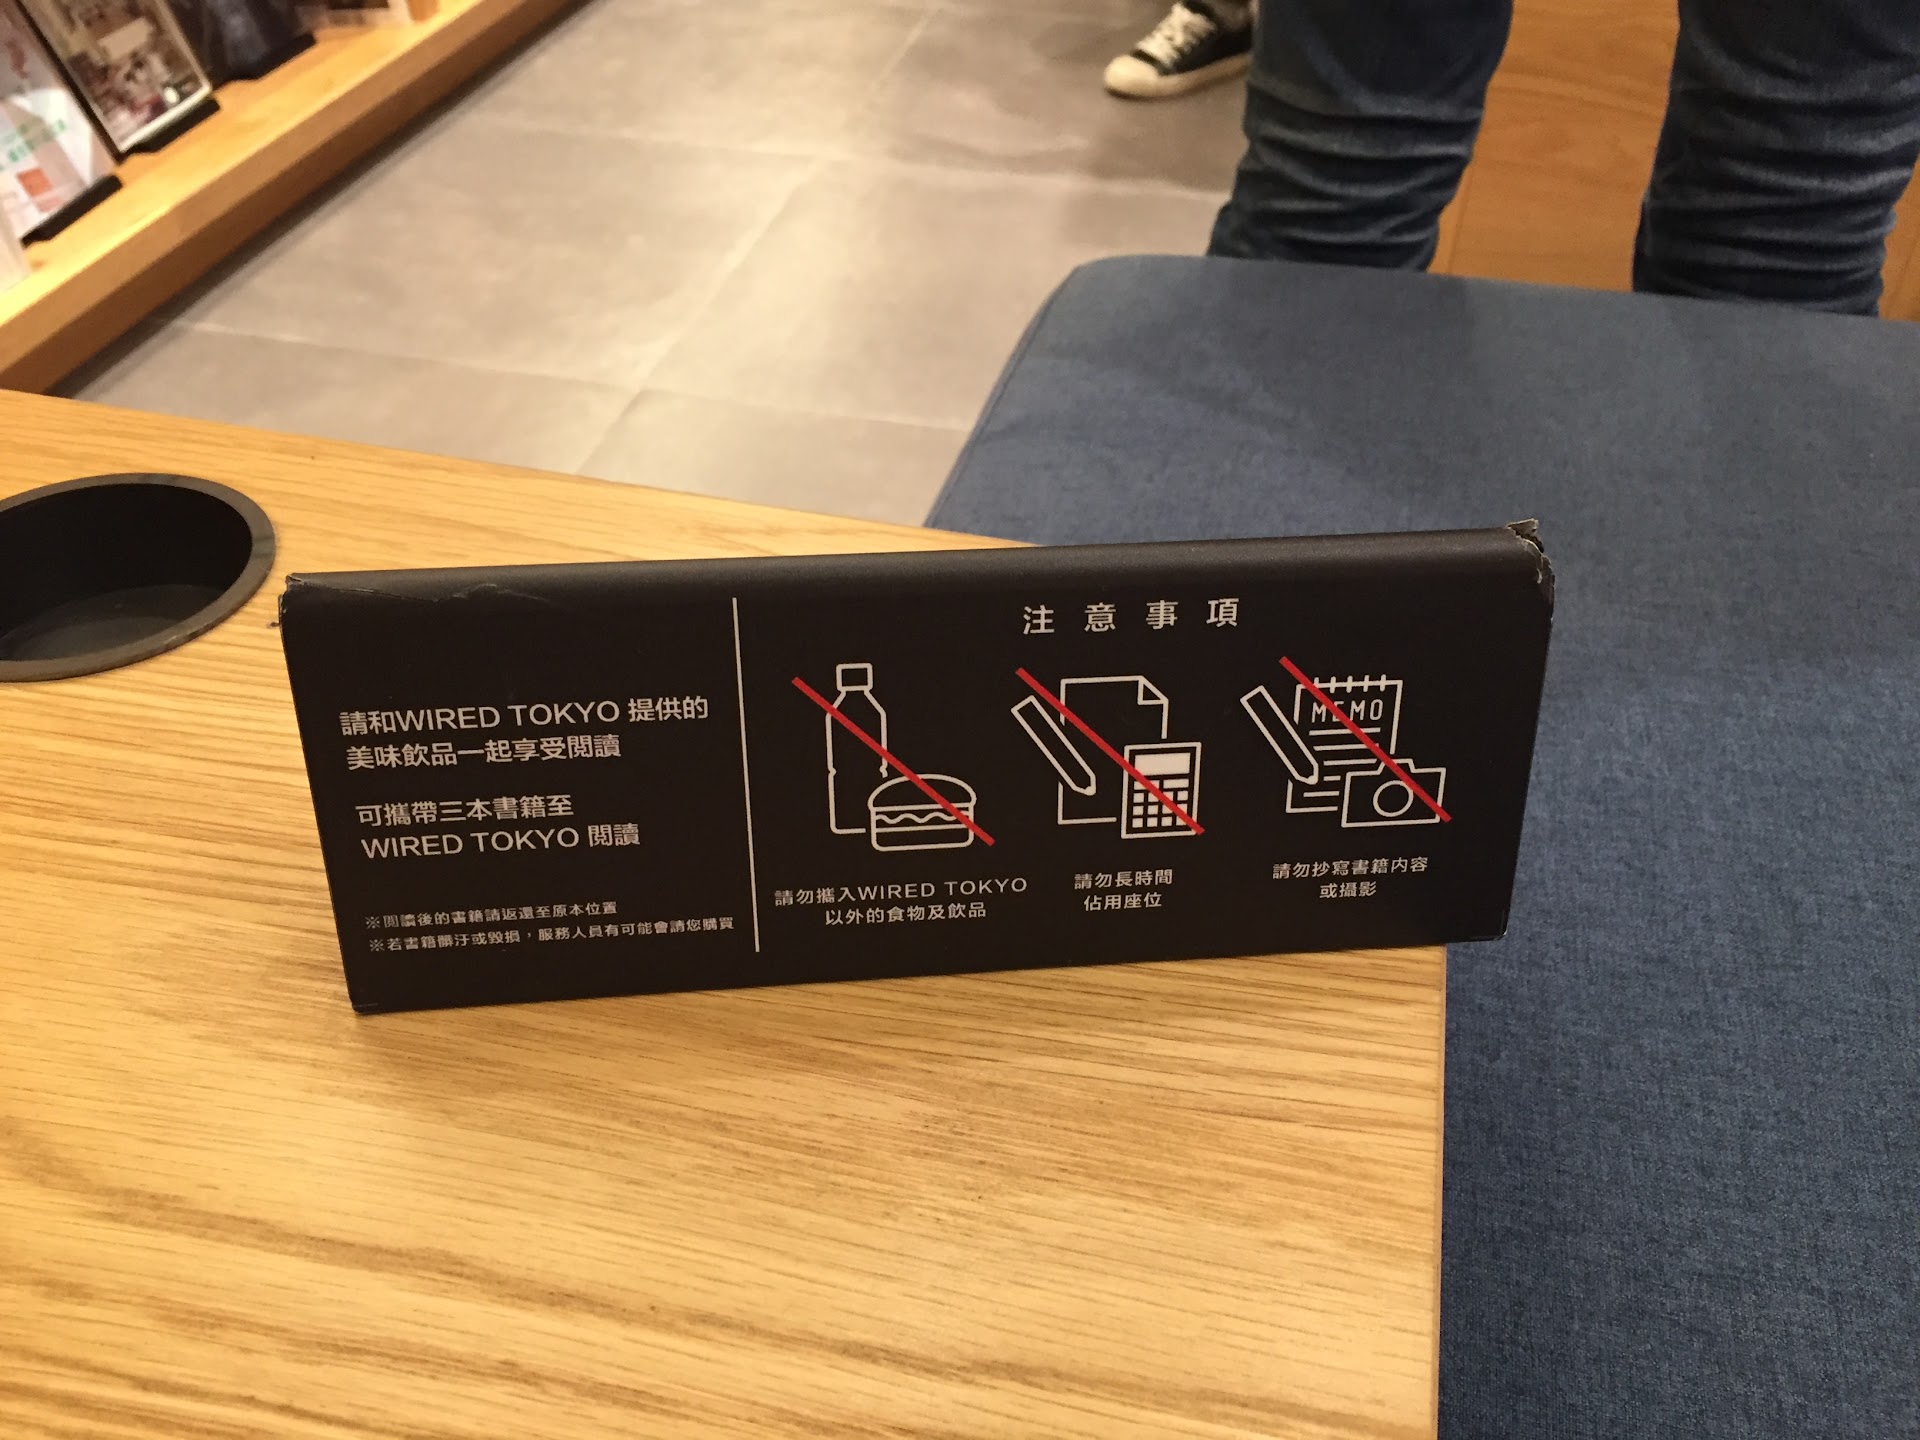 請和WIRED TOKYO 提供的
美味飲品一起享受閱讀
可攜帶三本書籍至
WIRED TOKYO 閱讀
※閱讀後的書籍請返還至原本位置
※若書籍髒汙或毀損，服務人員有可能會請您購買
注意事項
請勿攜入WIRED TOKYO
以外的食物及飲品
請勿長時間
佔用座位
MEMO
請勿抄寫書籍內容
或攝影